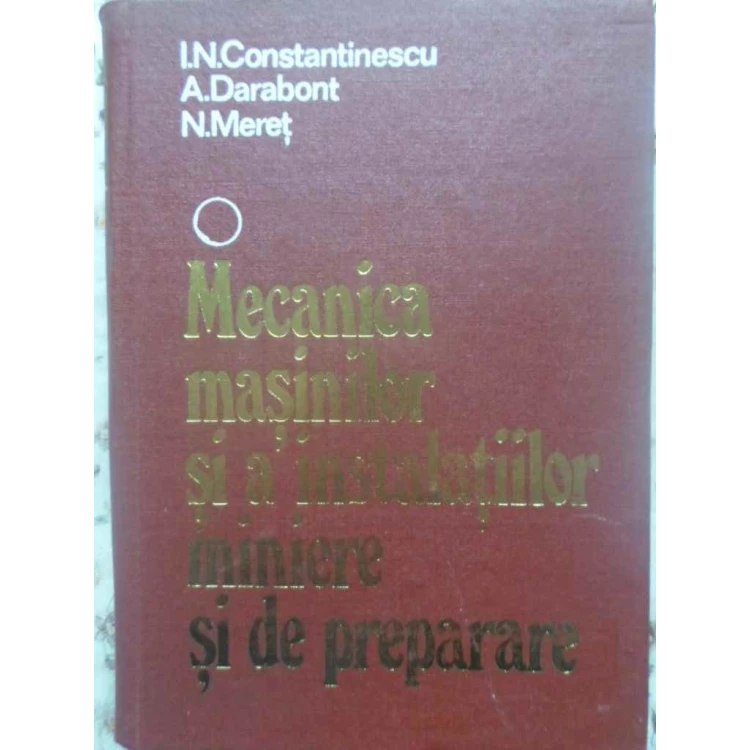 I.N.Constantinescu
A.Darabont
N.Mereț
Mecanica
mașinilor
și a instalațiilor
miniere
și de preparare